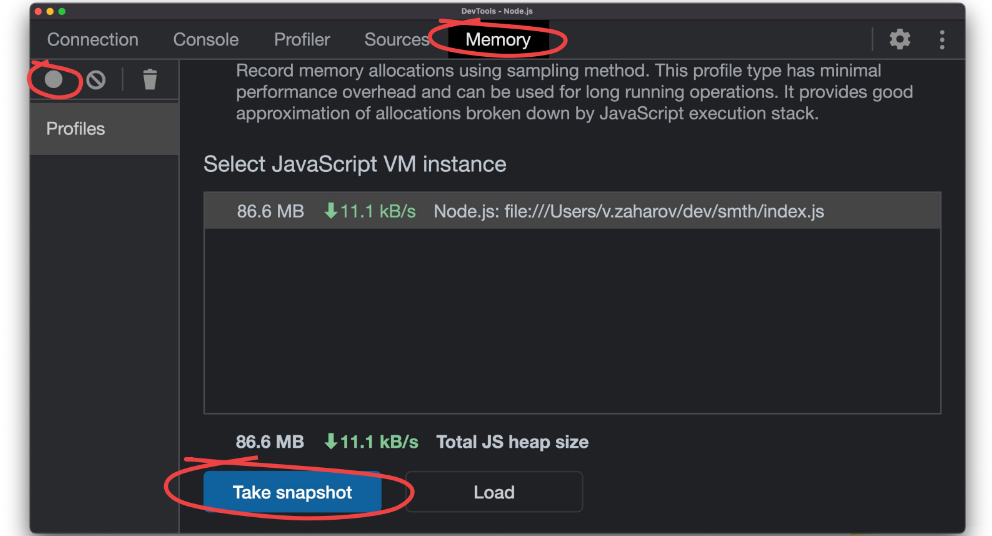 DevTools - Node.js
Connection Console Profiler Sources Memory
Record memory allocations using sampling method. This profile type has minimal
performance overhead and can be used for long running operations. It provides good
approximation of allocations broken down by JavaScript execution stack.
Profiles
Select JavaScript VM instance
86.6 MB 11.1 kB/s Node.js: file:///Users/v.zaharov/dev/smth/index.js
86.6 MB 11.1 kB/s Total JS heap size
Take snapshot Load